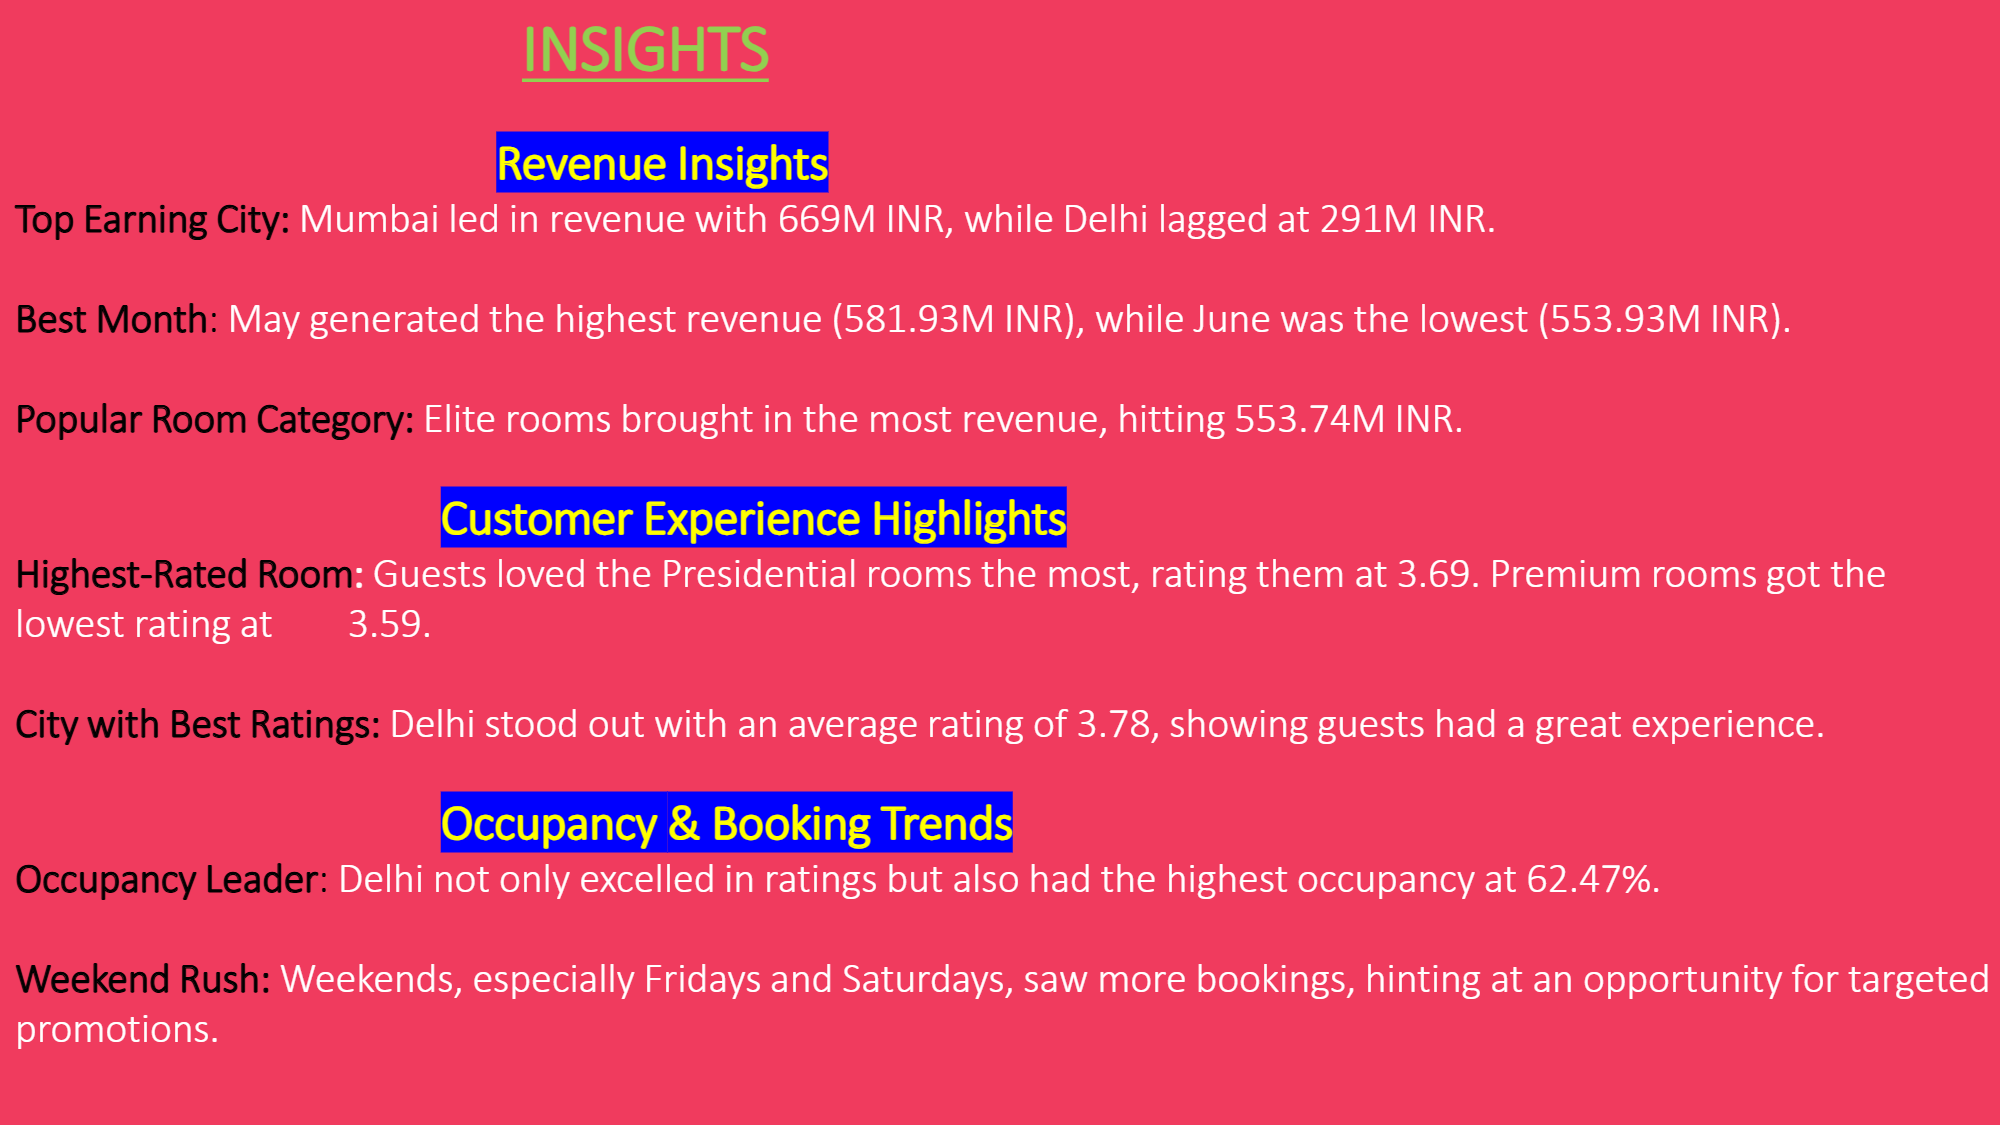 INSIGHTS
Revenue Insights
Top Earning City: Mumbai led in revenue with 669M INR, while Delhi lagged at 291M INR.
Best Month: May generated the highest revenue (581.93M INR), while June was the lowest (553.93M INR).
Popular Room Category: Elite rooms brought in the most revenue, hitting 553.74M INR.
Customer Experience Highlights
Highest-Rated Room: Guests loved the Presidential rooms the most, rating them at 3.69. Premium rooms got the
lowest rating at 3.59.
City with Best Ratings: Delhi stood out with an average rating of 3.78, showing guests had a great experience.
Occupancy & Booking Trends
Occupancy Leader: Delhi not only excelled in ratings but also had the highest occupancy at 62.47%.
Weekend Rush: Weekends, especially Fridays and Saturdays, saw more bookings, hinting at an opportunity for targeted
promotions.